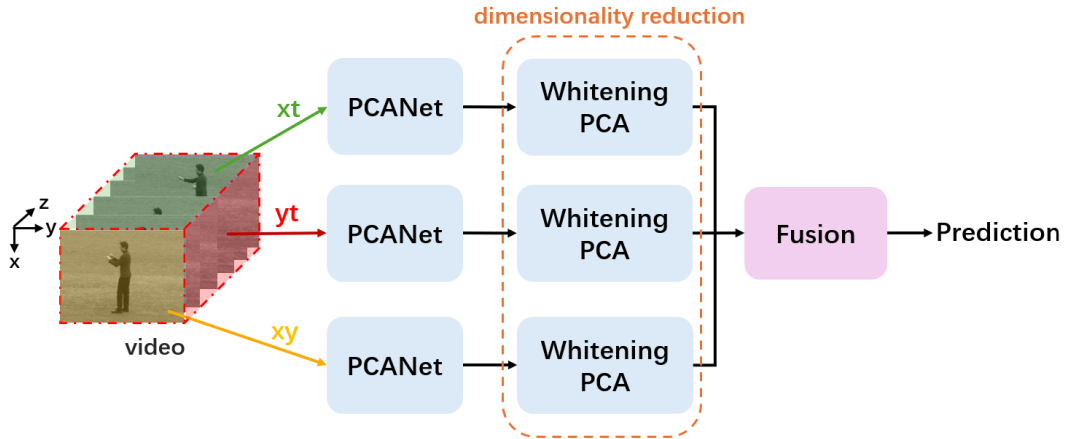 dimensionality reduction
xt
PCANet
Whitening
PCA
z
y
x
yt
PCANet
Whitening
PCA
Fusion
Prediction
xy
video
PCANet
Whitening
PCA